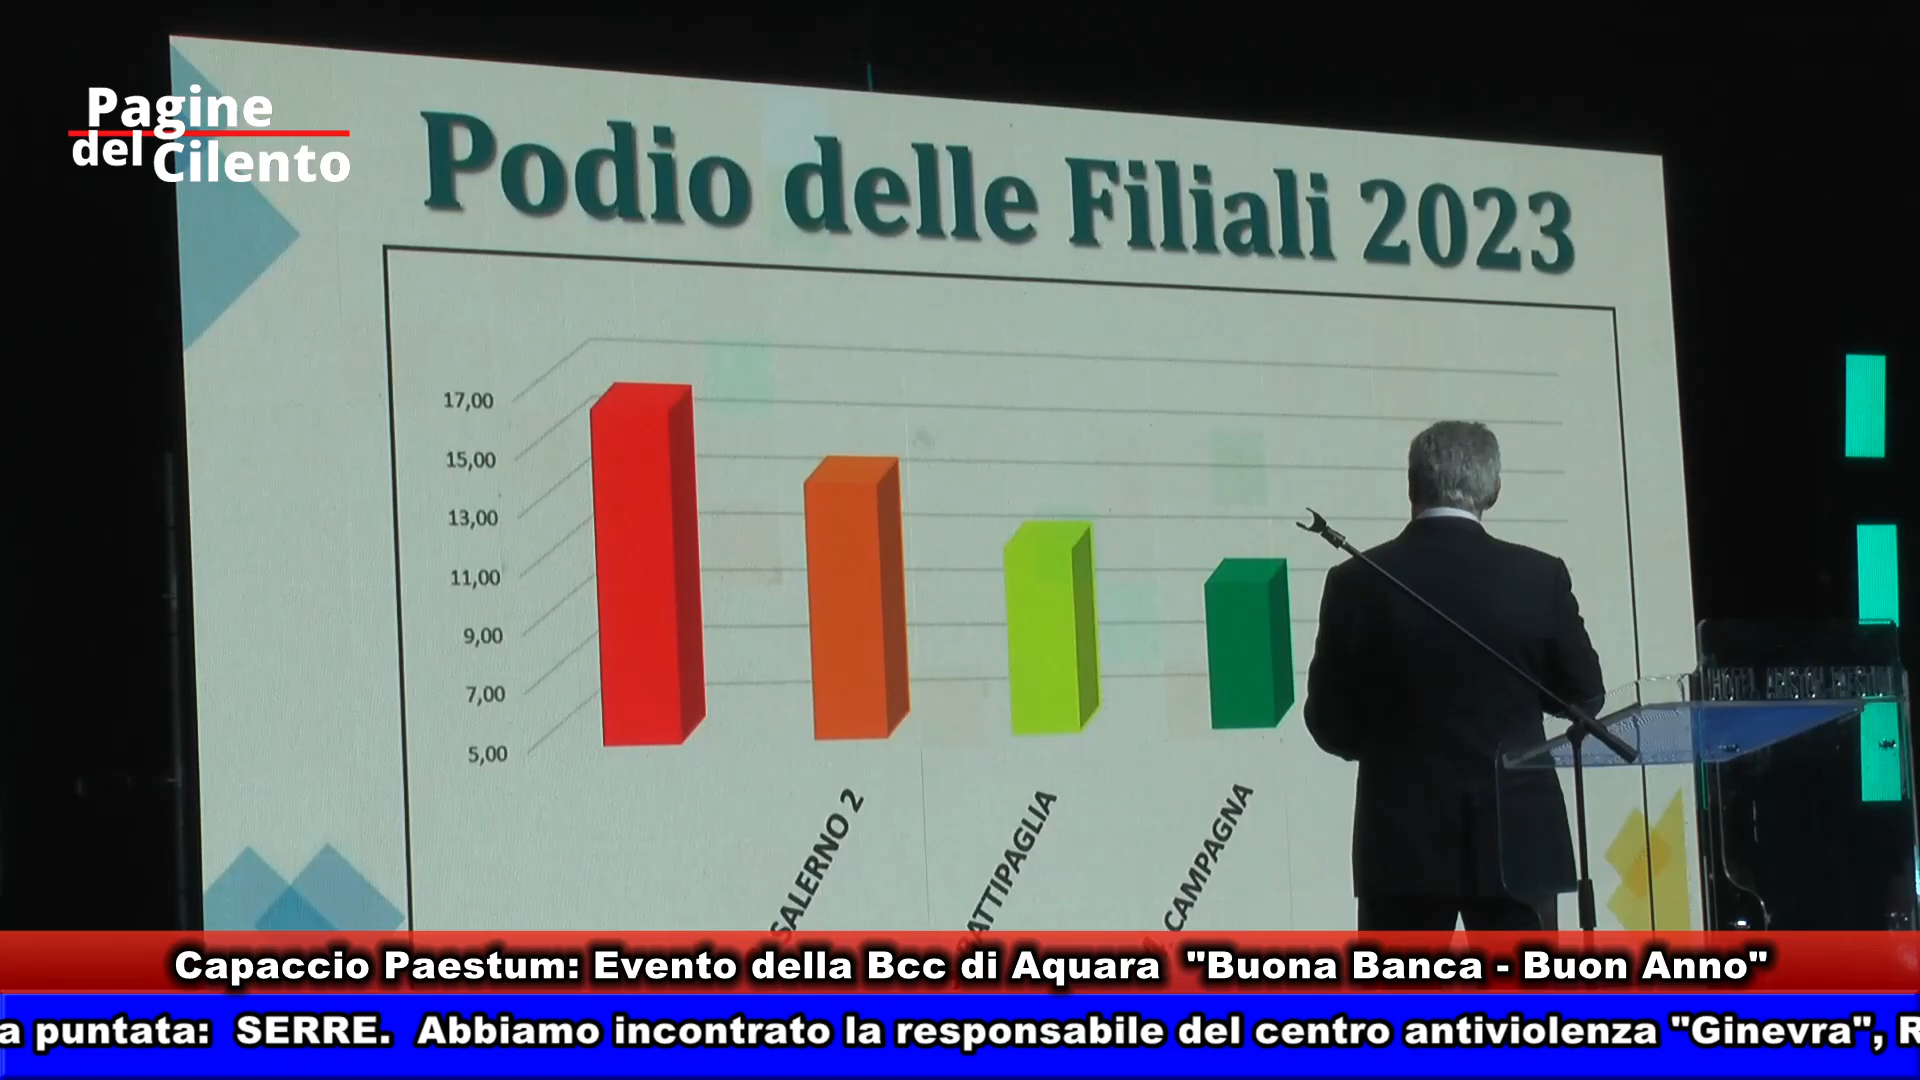 Pagine
del Cilento
Podio delle Filiali 2023
17,00
15,00
13,00
11,00
9,00
7,00
5,00
SALERNO 2
BATTIPAGLIA
CAMPAGNA
Capaccio Paestum: Evento della Bcc di Aquara "Buona Banca - Buon Anno"
a puntata: SERRE. Abbiamo incontrato la responsabile del centro antiviolenza "Ginevra", R